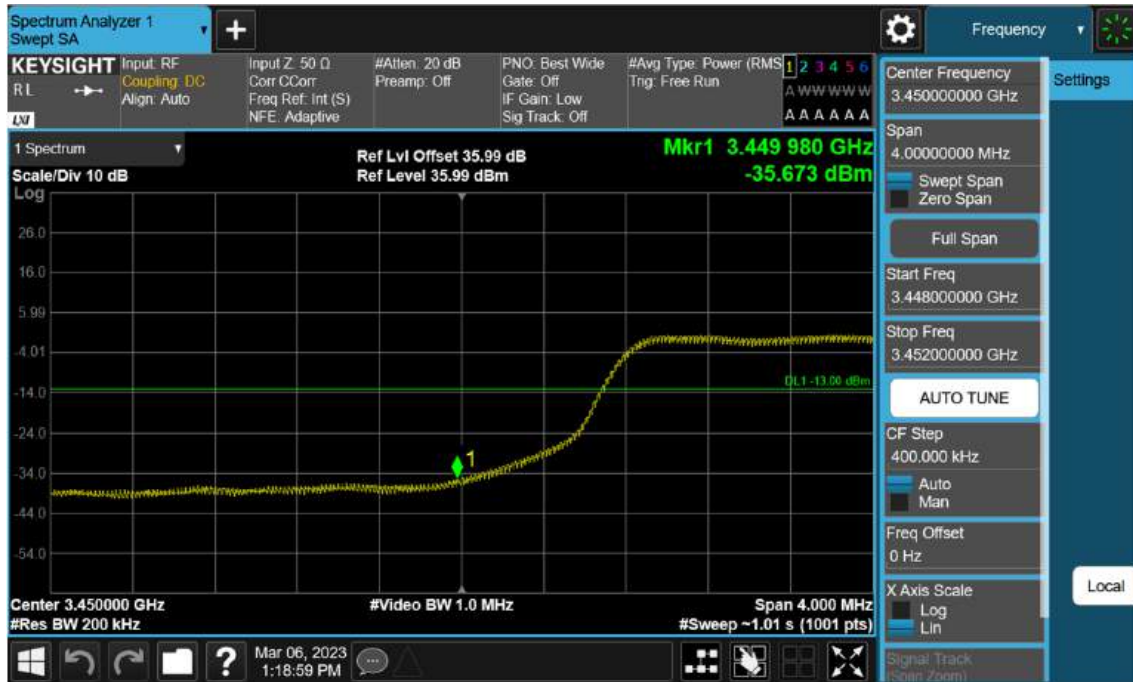 Spectrum Analyzer 1
Swept SA
Frequency
KEYSIGHT
RL
LXI
Input: RF
Coupling: DC
Align: Auto
Input Z: 50 Ω
Corr CCorr
Freq Ref: Int (S)
NFE: Adaptive
#Atten: 20 dB
Preamp: Off
PNO: Best Wide
Gate: Off
IF Gain: Low
Sig Track: Off
#Avg Type: Power (RMS
Trig: Free Run
1 2 3 4 5 6
A W W W W W
A A A A A A
1 Spectrum
Scale/Div 10 dB
Ref Lvl Offset 35.99 dB
Ref Level 35.99 dBm
Mkr1 3.449 980 GHz
-35.673 dBm
Log
26.0
16.0
5.99
-4.01
-14.0
-24.0
-34.0
-44.0
-54.0
DL1 -13.00 dBm
1
Center 3.450000 GHz
#Res BW 200 kHz
#Video BW 1.0 MHz
Span 4.000 MHz
#Sweep ~1.01 s (1001 pts)
Mar 06, 2023
1:18:59 PM
Center Frequency
3.450000000 GHz
Span
4.00000000 MHz
Swept Span
Zero Span
Full Span
Start Freq
3.448000000 GHz
Stop Freq
3.452000000 GHz
AUTO TUNE
CF Step
400.000 kHz
Auto
Man
Freq Offset
0 Hz
X Axis Scale
Log
Lin
Signal Track
(Span Zoom)
Settings
Local